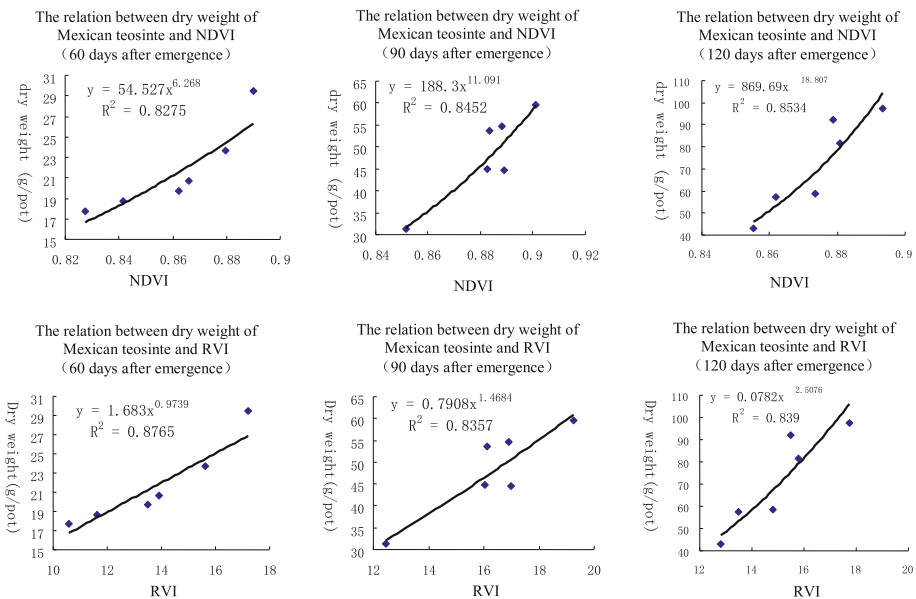 The relation between dry weight of
Mexican teosinte and NDVI
(60 days after emergence)
y = 54.527x^6.268
R^2 = 0.8275
dry weight (g/pot)
31
29
27
25
23
21
19
17
15
0.82 0.84 0.86 0.88 0.9
NDVI
The relation between dry weight of
Mexican teosinte and NDVI
(90 days after emergence)
y = 188.3x^11.091
R^2 = 0.8452
dry weight (g/pot)
65
60
55
50
45
40
35
30
0.84 0.86 0.88 0.9 0.92
NDVI
The relation between dry weight of
Mexican teosinte and NDVI
(120 days after emergence)
y = 869.69x^18.807
R^2 = 0.8534
dry weight (g/pot)
110
100
90
80
70
60
50
40
0.84 0.86 0.88 0.9
NDVI
The relation between dry weight of
Mexican teosinte and RVI
(60 days after emergence)
y = 1.683x^0.9739
R^2 = 0.8765
Dry weight(g/pot)
31
29
27
25
23
21
19
17
15
10 12 14 16 18
RVI
The relation between dry weight of
Mexican teosinte and RVI
(90 days after emergence)
y = 0.7908x^1.4684
R^2 = 0.8357
Dry weight(g/pot)
65
60
55
50
45
40
35
30
12 14 16 18 20
RVI
The relation between dry weight of
Mexican teosinte and RVI
(120 days after emergence)
y = 0.0782x^2.5076
R^2 = 0.839
Dry weight(g/pot)
110
100
90
80
70
60
50
40
12 14 16 18 20
RVI